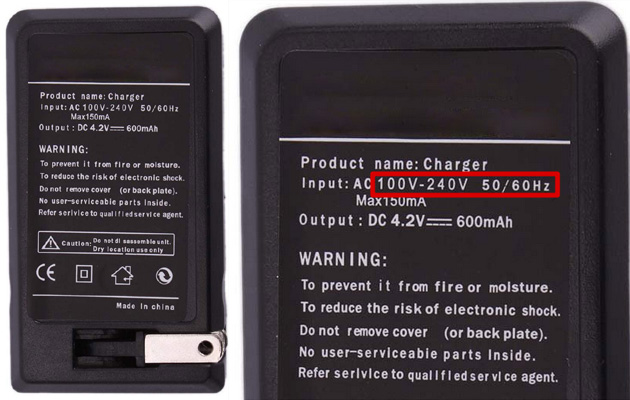 Product name: Charger
Input: AC 100V-240V 50/60Hz
Max150mA
Output: DC 4.2V 600mAh
WARNING:
To prevent it from fire or moisture.
To reduce the risk of electronic shock.
Do not remove cover (or back plate).
No user-serviceable parts Inside.
Refer serlvice to qualified service agent.
Caution: Do not di sassemble unit.
Dry location use only
CE
Made in china
Product name: Charger
Input: AC 100V-240V 50/60Hz
Max150mA
Output: DC 4.2V 600mAh
WARNING:
To prevent it from fire or moisture.
To reduce the risk of electronic shock.
Do not remove cover (or back plate).
No user-serviceable parts Inside.
Refer serlvice to qualified service agent.